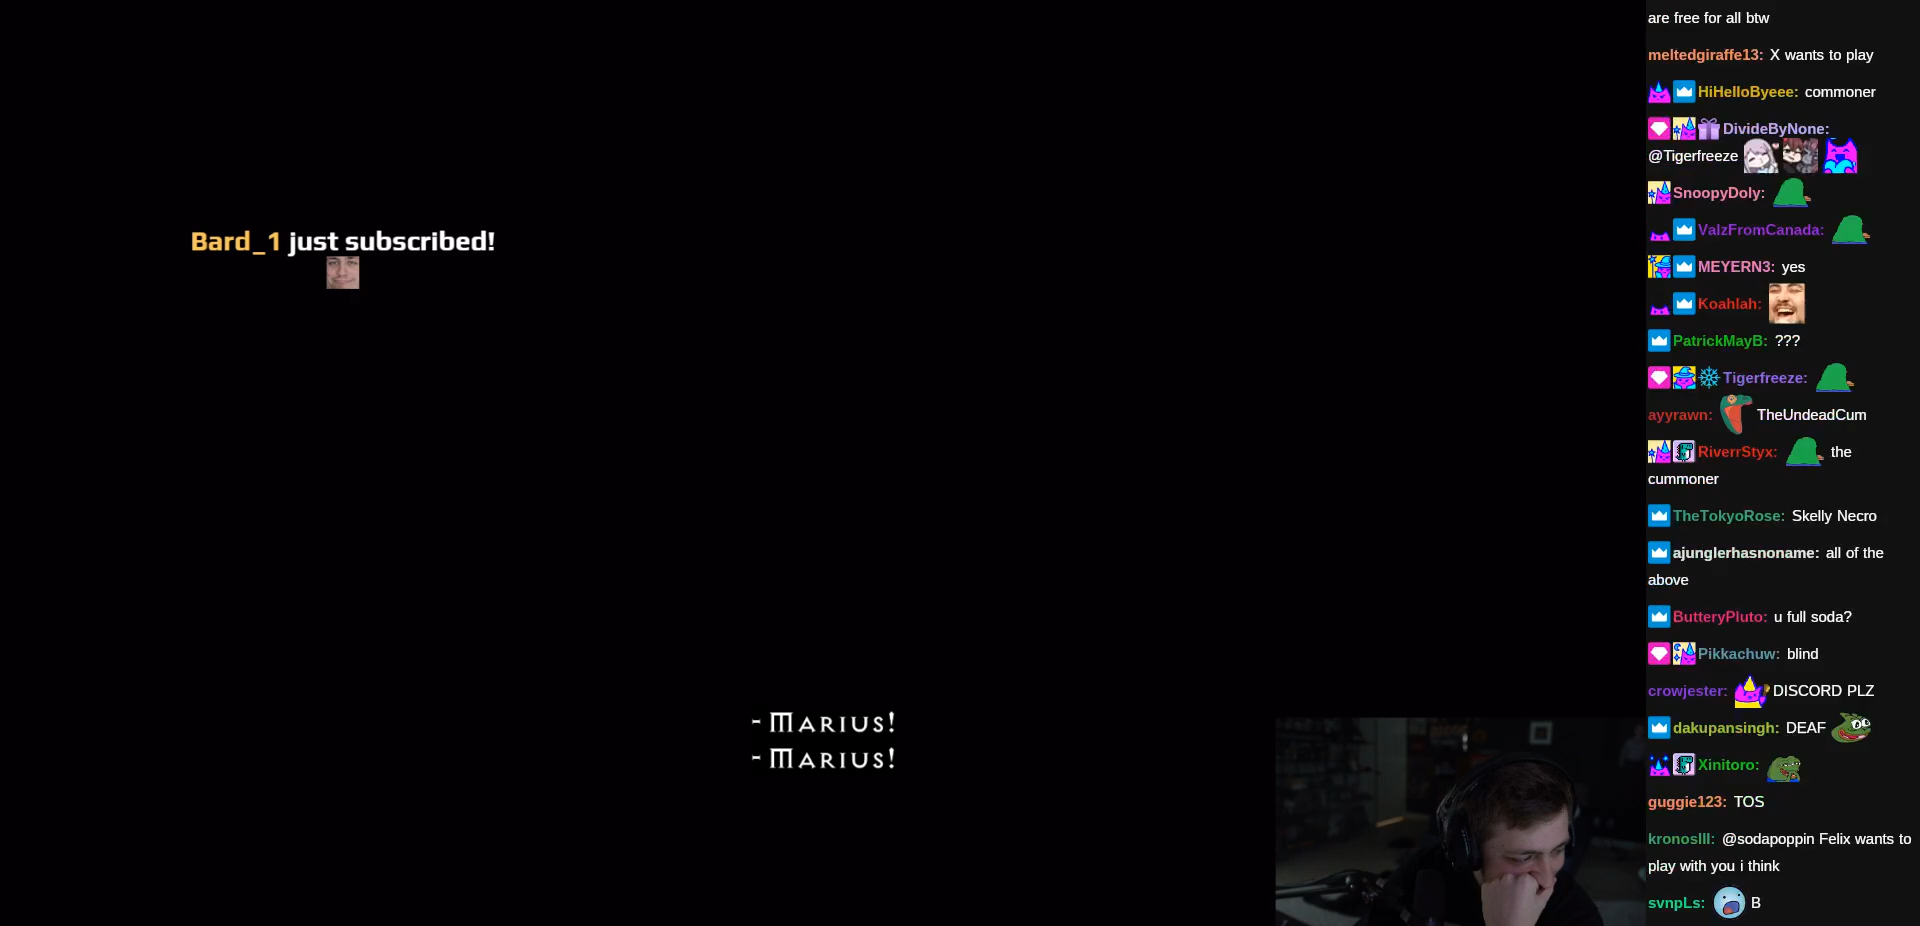 are free for all btw
meltedgiraffe13: X wants to play
HiHelloByeee: commoner
DivideByNone:
@Tigerfreeze
Bard_1 just subscribed!
SnoopyDoly:
ValzFromCanada:
MEYERN3: yes
Koahlah:
PatrickMayB: ???
Tigerfreeze:
ayyrawn: TheUndeadCum
RiverrStyx: the
cummoner
TheTokyoRose: Skelly Necro
ajunglerhasnoname: all of the
above
ButteryPluto: u full soda?
Pikkachuw: blind
crowjester: DISCORD PLZ
- Marius!
- Marius!
dakupansingh: DEAF
Xinitoro:
guggie123: TOS
kronoslll: @sodapoppin Felix wants to
play with you i think
svnpLs: B